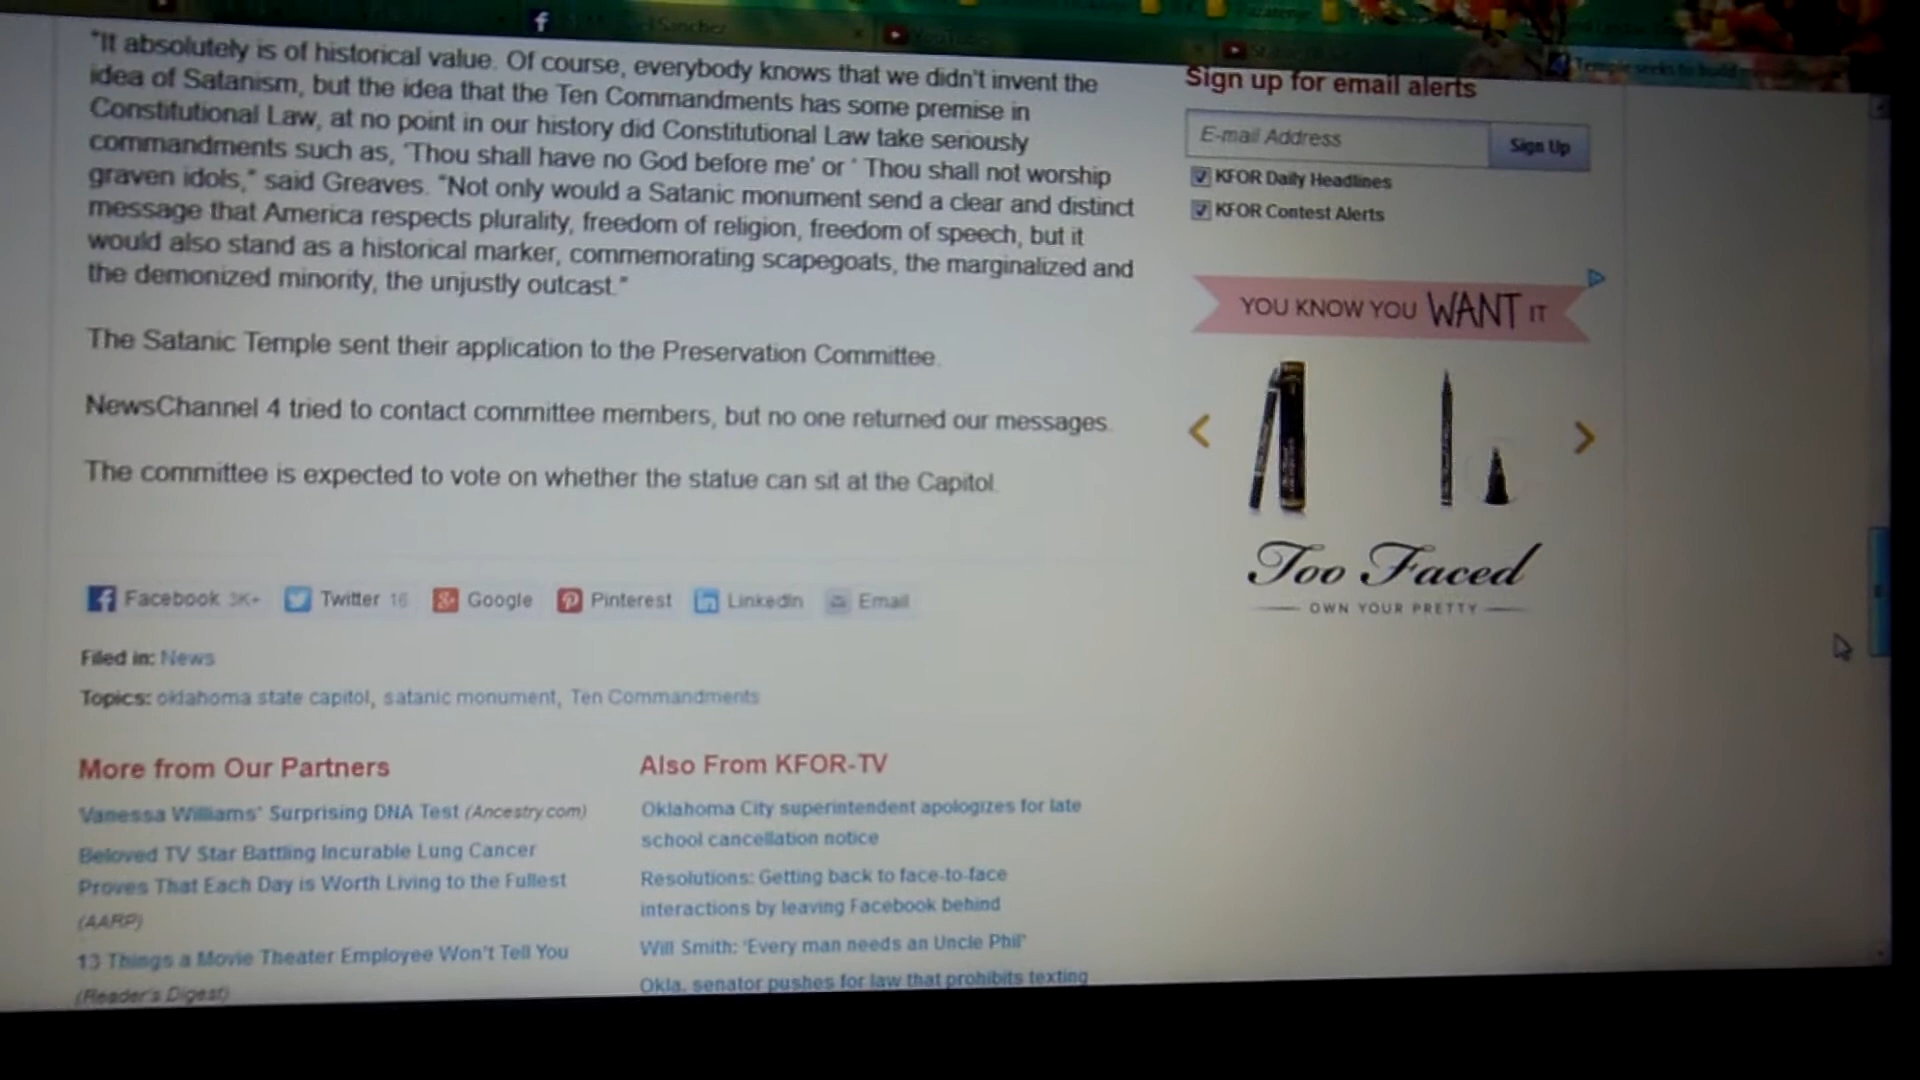 Sanchez
"It absolutely is of historical value. Of course, everybody knows that we didn't invent the
idea of Satanism, but the idea that the Ten Commandments has some premise in
Constitutional Law, at no point in our history did Constitutional Law take seriously
commandments such as, 'Thou shall have no God before me' or ' Thou shall not worship
graven idols," said Greaves. "Not only would a Satanic monument send a clear and distinct
message that America respects plurality, freedom of religion, freedom of speech, but it
would also stand as a historical marker, commemorating scapegoats, the marginalized and
the demonized minority, the unjustly outcast."
The Satanic Temple sent their application to the Preservation Committee.
NewsChannel 4 tried to contact committee members, but no one returned our messages.
The committee is expected to vote on whether the statue can sit at the Capitol.
Facebook 3K+ Twitter 16 Google Pinterest LinkedIn Email
Filed in: News
Topics: oklahoma state capitol, satanic monument, Ten Commandments
More from Our Partners
Vanessa Williams' Surprising DNA Test (Ancestry.com)
Beloved TV Star Battling Incurable Lung Cancer
Proves That Each Day is Worth Living to the Fullest
(AARP)
13 Things a Movie Theater Employee Won't Tell You
(Reader's Digest)
Also From KFOR-TV
Oklahoma City superintendent apologizes for late
school cancellation notice
Resolutions: Getting back to face-to-face
interactions by leaving Facebook behind
Will Smith: 'Every man needs an Uncle Phil'
Okla. senator pushes for law that prohibits texting
Temple seeks to build
Sign up for email alerts
E-mail Address Sign Up
KFOR Daily Headlines
KFOR Contest Alerts
YOU KNOW YOU WANT IT
Too Faced
OWN YOUR PRETTY